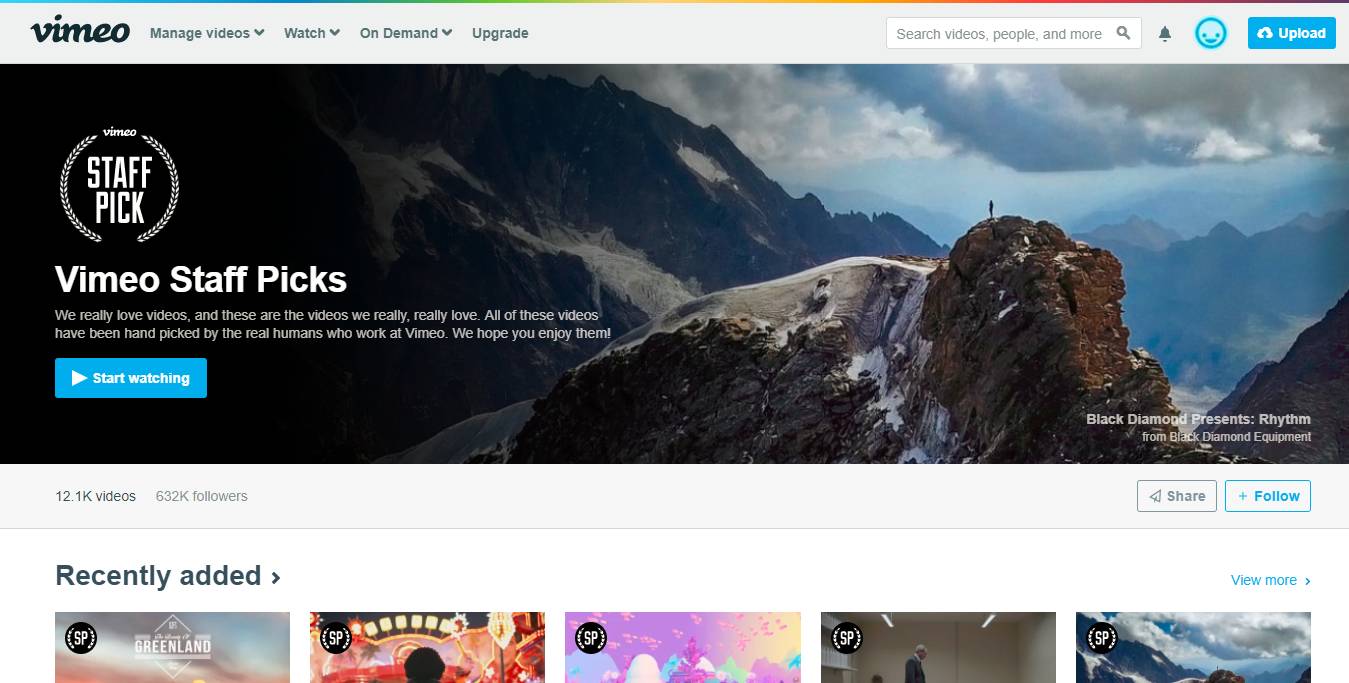 vimeo
Manage videos
Watch
On Demand
Upgrade
Search videos, people, and more
Upload
vimeo
STAFF
PICK
Vimeo Staff Picks
We really love videos, and these are the videos we really, really love. All of these videos
have been hand picked by the real humans who work at Vimeo. We hope you enjoy them!
Start watching
Black Diamond Presents: Rhythm
from Black Diamond Equipment
12.1K videos
632K followers
Share
+ Follow
Recently added
View more
SP
GREENLAND
SP
SP
SP
SP